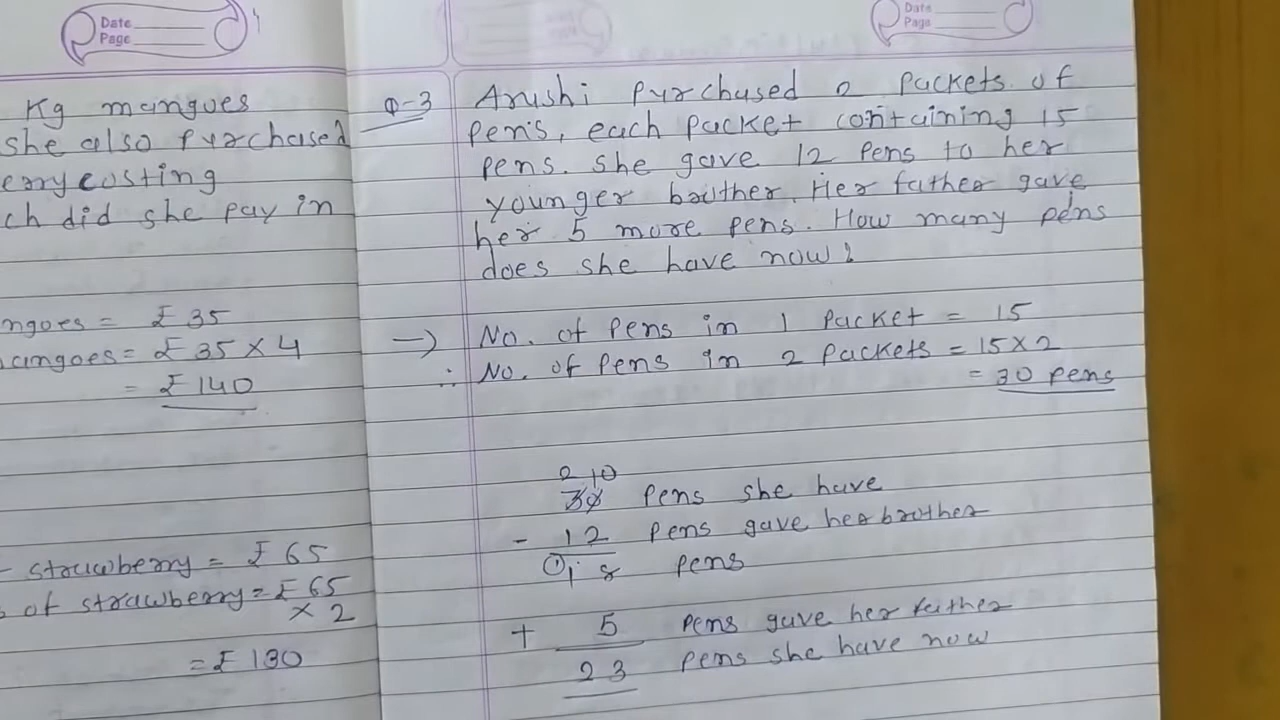 Date
Page
Kg mangoes
she also purchased
erry costing
ch did she pay in
ngoes = ₹ 35
angoes = ₹ 35 × 4
= ₹ 140
strawberry = ₹ 65
of strawberry = ₹ 65
× 2
= ₹ 130
Date
Page
Q-3 Arushi Purchased 2 Packets of
pens, each packet containing 15
pens. she gave 12 pens to her
younger brother. Her father gave
her 5 more pens. How many pens
does she have now?
→ No. of Pens in 1 Packet = 15
∴ No. of Pens in 2 Packets = 15 × 2
= 30 pens
2 10
30 Pens she have
- 12 Pens gave her brother
1 8 Pens
+ 5 Pens gave her father
23 Pens she have now